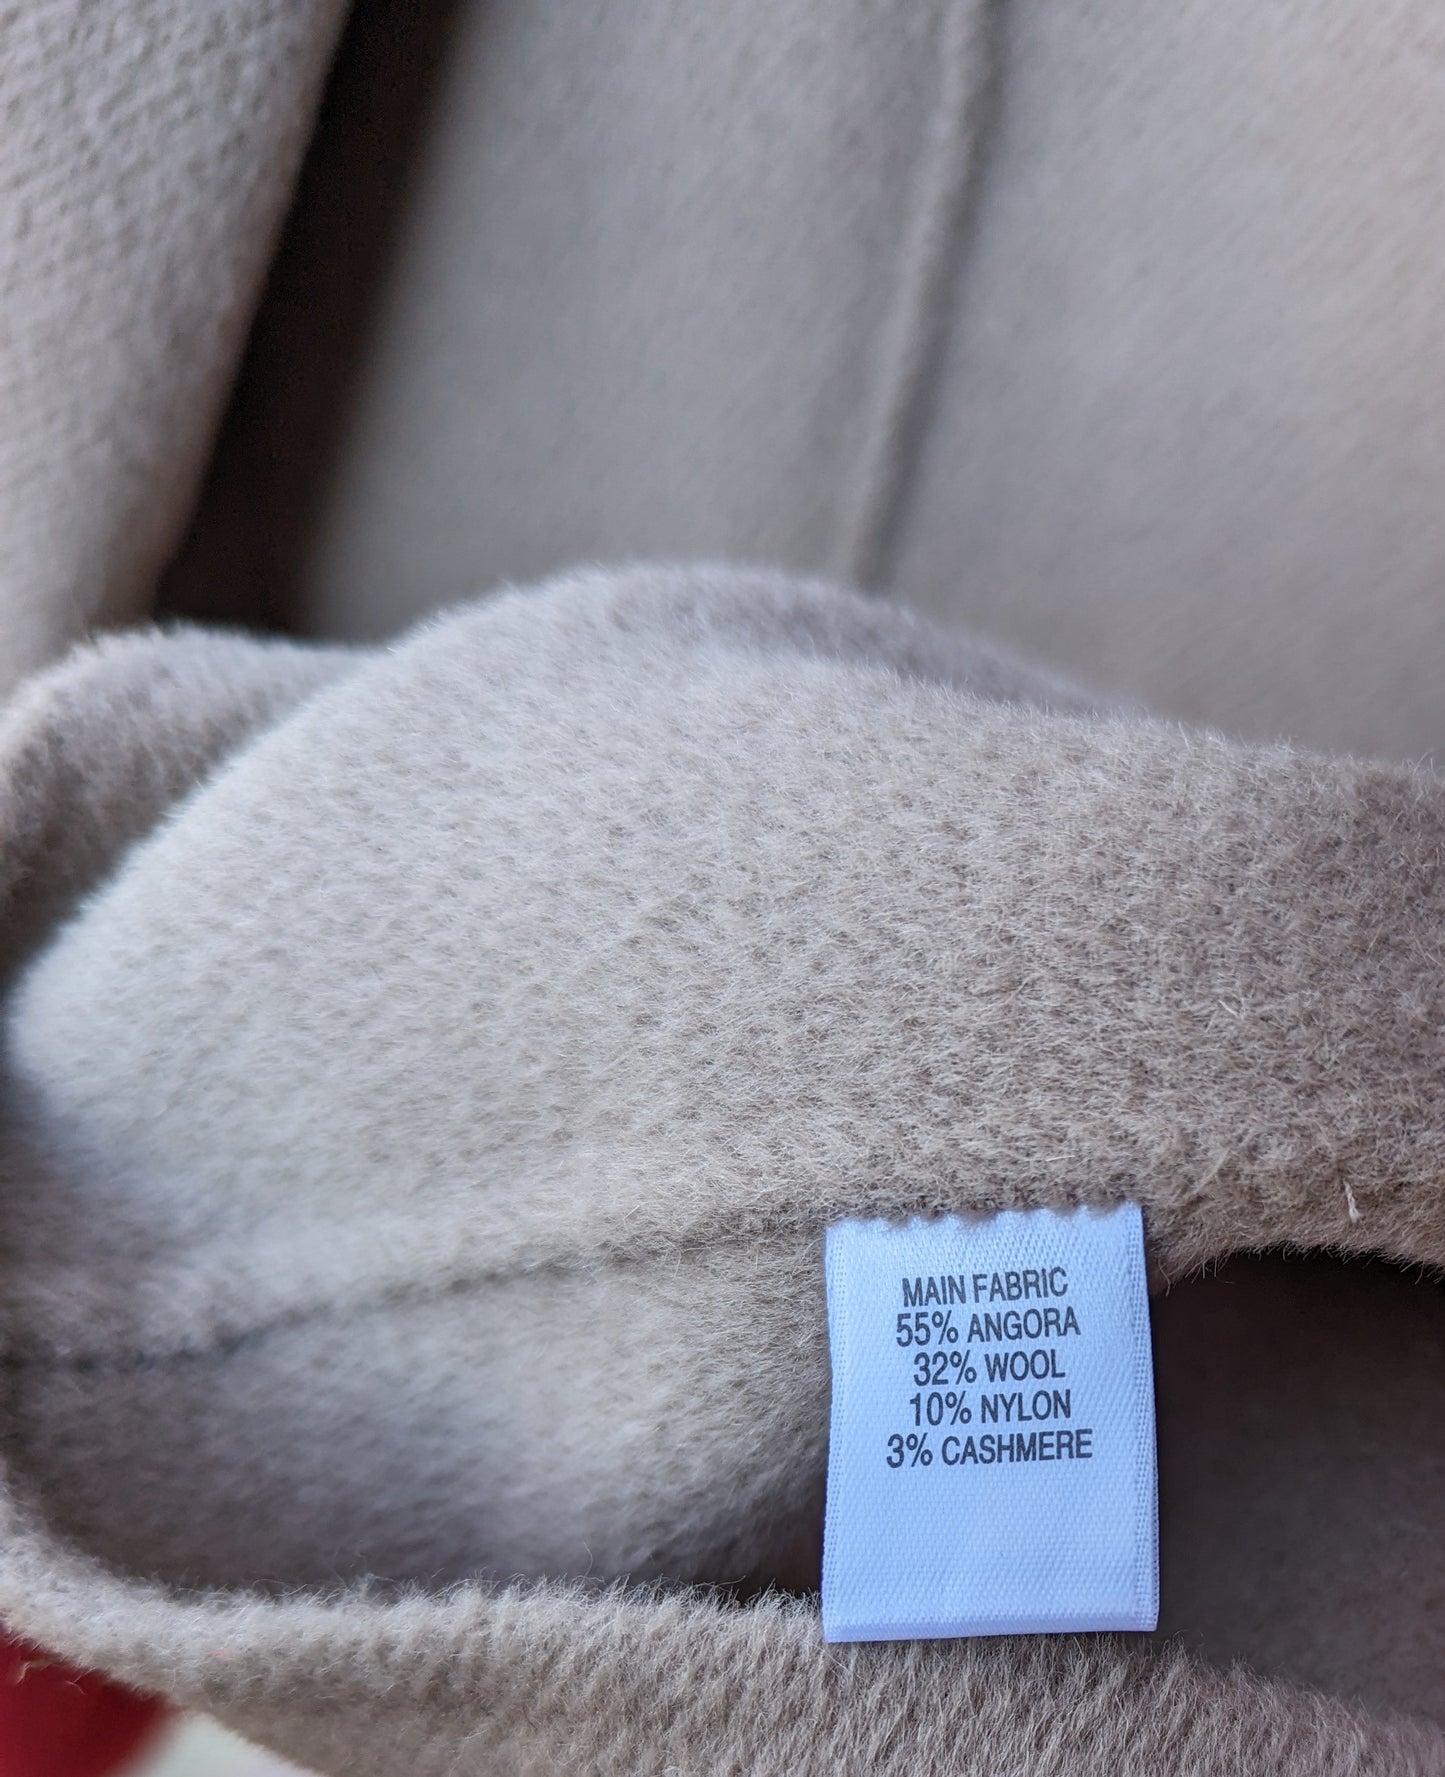 MAIN FABRIC
55% ANGORA
32% WOOL
10% NYLON
3% CASHMERE